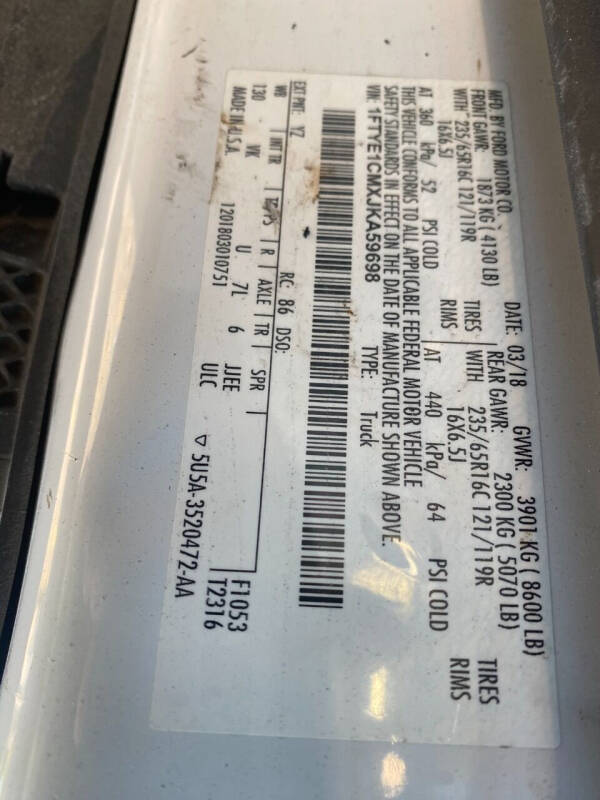 MFD. BY FORD MOTOR CO. DATE: 03/18 GVWR: 3901 KG ( 8600 LB)
FRONT GAWR: 1873 KG ( 4130 LB) REAR GAWR: 2300 KG ( 5070 LB)
WITH 235/65R16C 121/119R TIRES WITH 235/65R16C 121/119R TIRES
16X6.5J RIMS 16X6.5J RIMS
AT 360 kPa/ 52 PSI COLD AT 440 kPa/ 64 PSI COLD
THIS VEHICLE CONFORMS TO ALL APPLICABLE FEDERAL MOTOR VEHICLE
SAFETY STANDARDS IN EFFECT ON THE DATE OF MANUFACTURE SHOWN ABOVE.
VIN: 1FTYE1CMXJKA59698 TYPE: Truck
EXT PNT: YZ RC: 86 DSO: F1053
WB | INT TR | | R | AXLE | TR | SPR | T2316
130 VK U 7L 6 JJEE
ULC
MADE IN U.S.A. 1201803010751 ▽ 5U5A-3520472-AA